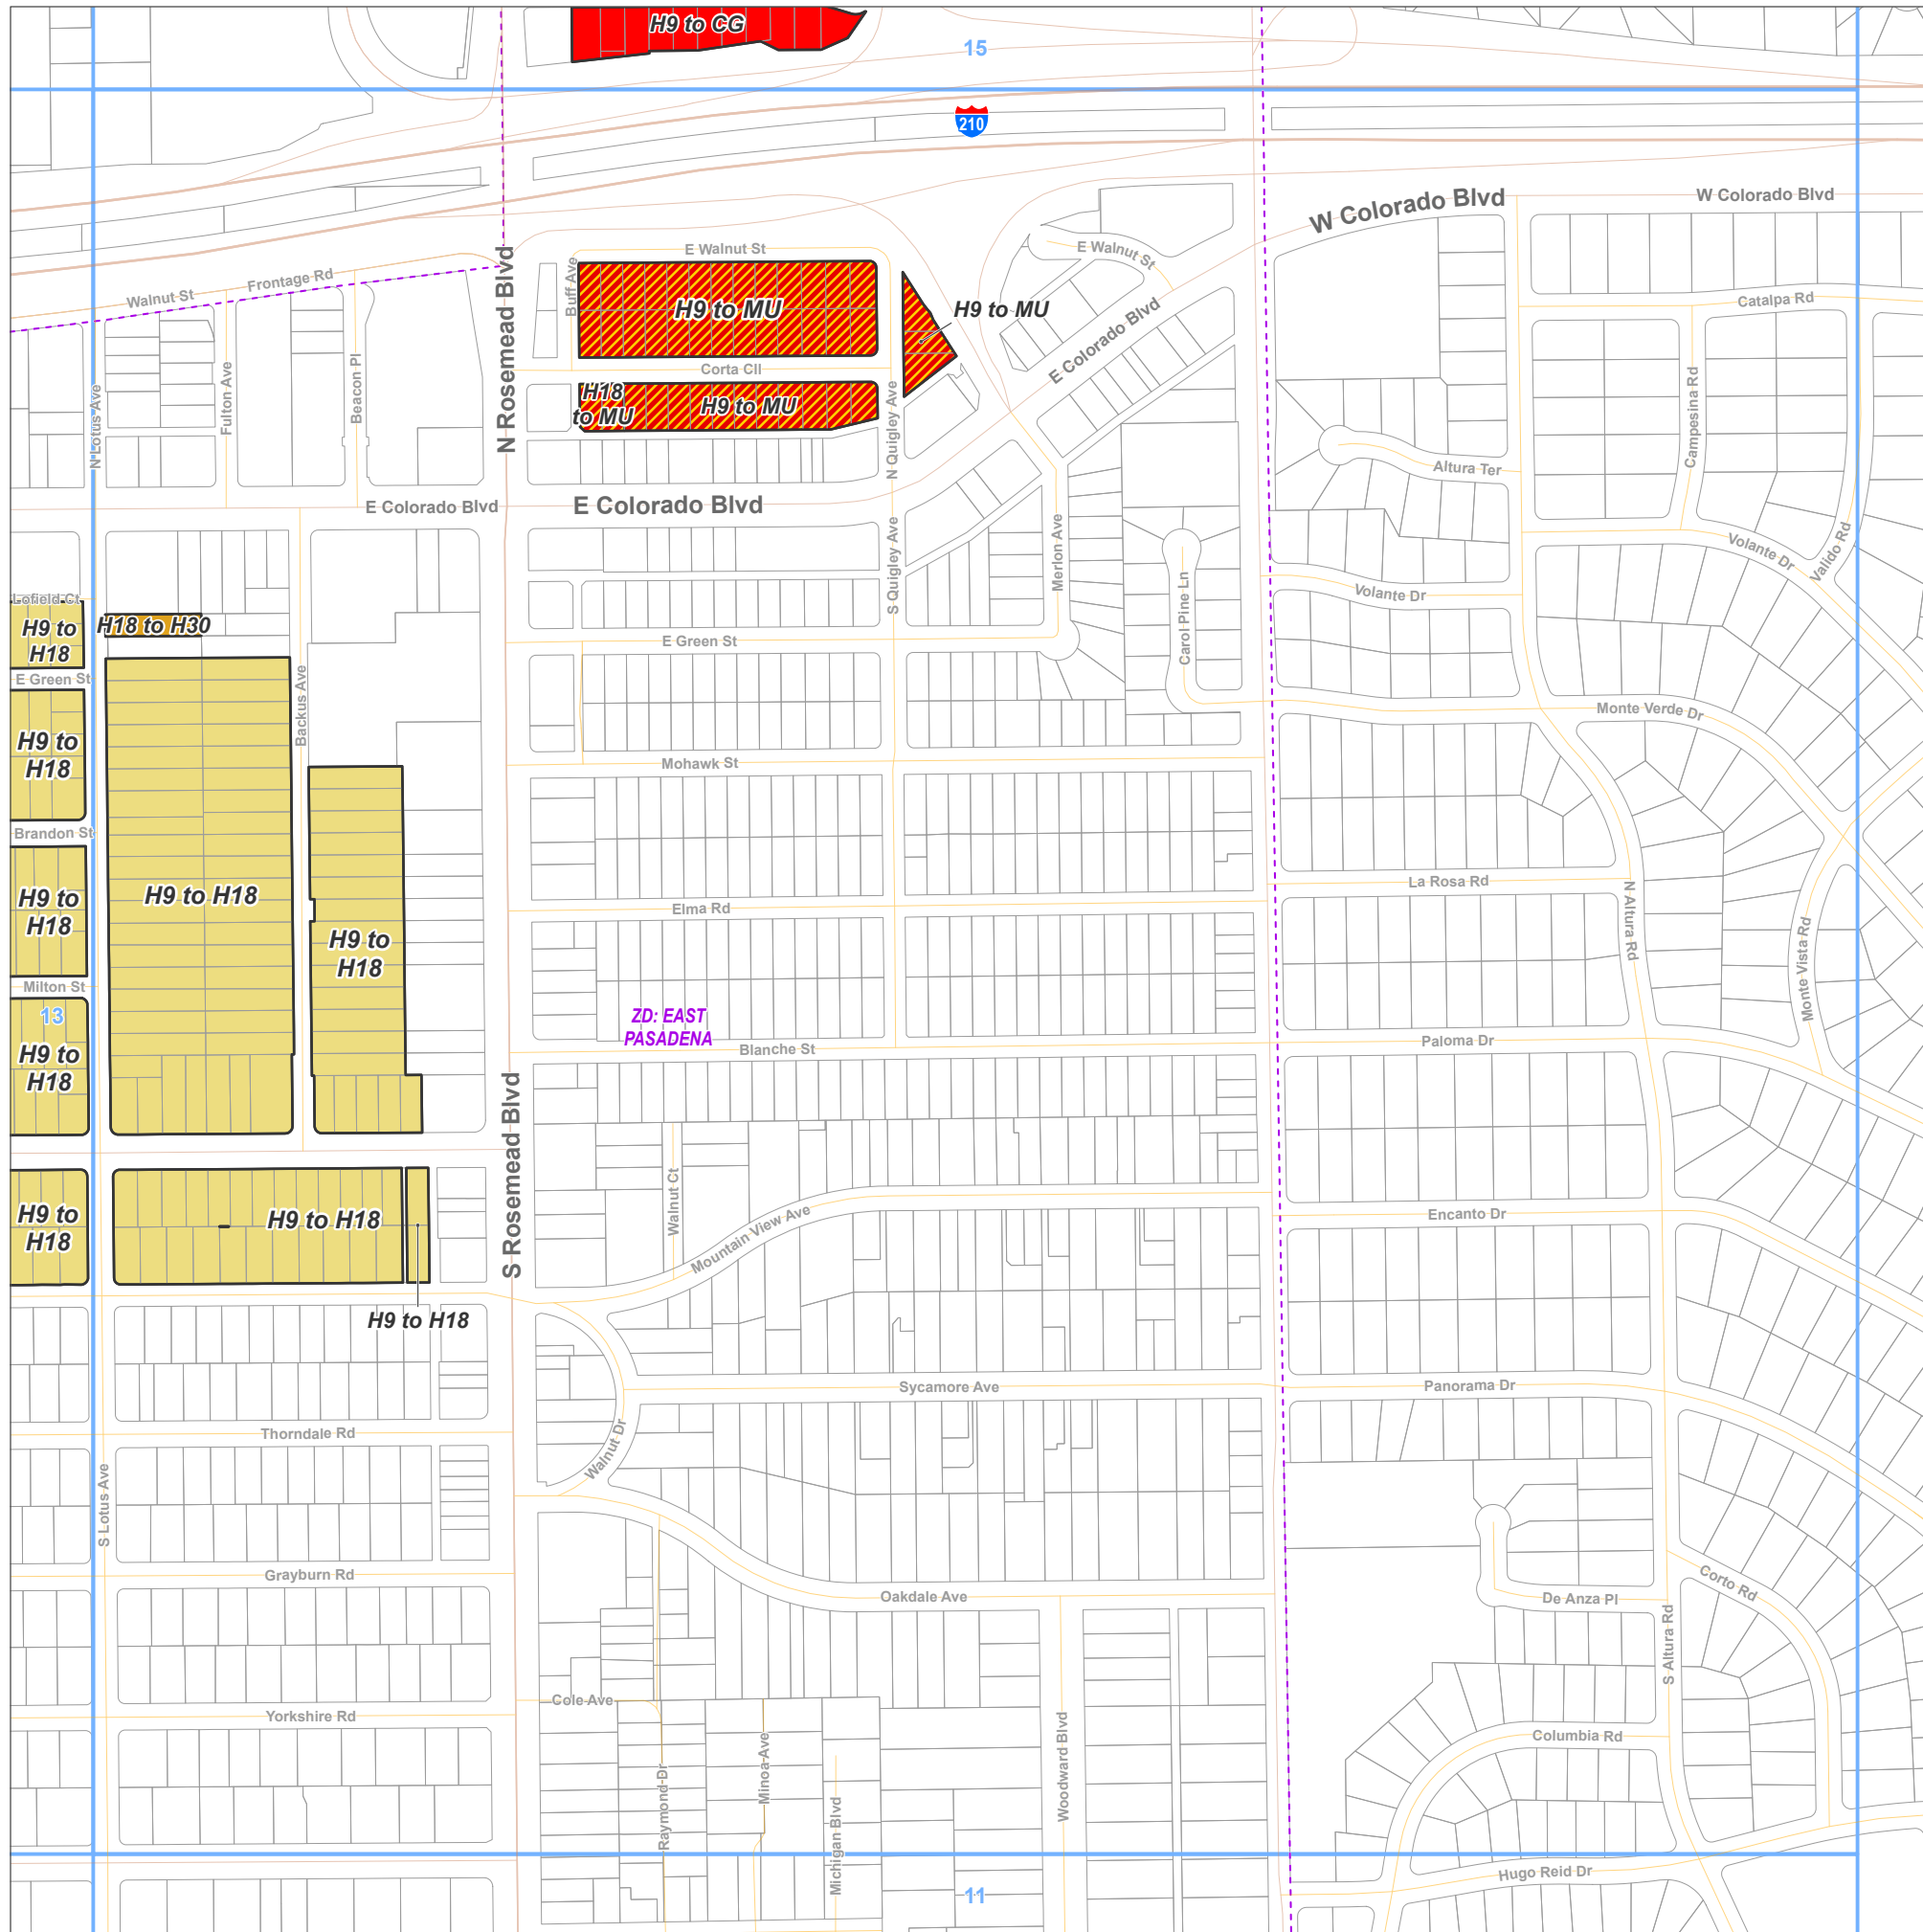 H9 to CG
15
210
W Colorado Blvd
W Colorado Blvd
E Walnut St
E Walnut St
Frontage Rd
Walnut St
Buff Ave
N Rosemead Blvd
H9 to MU
H9 to MU
Catalpa Rd
E Colorado Blvd
Corta Cll
H18
to MU
H9 to MU
N Lotus Ave
Fulton Ave
Beacon Pl
N Quigley Ave
Campesina Rd
Altura Ter
E Colorado Blvd
E Colorado Blvd
S Quigley Ave
Merlon Ave
Volante Dr
Valido Rd
Volante Dr
Carol Pine Ln
Lofield Ct
H9 to
H18
H18 to H30
E Green St
E Green St
Backus Ave
Monte Verde Dr
H9 to
H18
Mohawk St
Brandon St
H9 to
H18
H9 to H18
La Rosa Rd
Elma Rd
N Altura Rd
H9 to
H18
Monte Vista Rd
Milton St
13
H9 to
H18
ZD: EAST
PASADENA
Blanche St
Paloma Dr
S Rosemead Blvd
H9 to
H18
H9 to H18
Walnut Ct
Mountain View Ave
Encanto Dr
H9 to H18
Sycamore Ave
Panorama Dr
Thorndale Rd
Walnut Dr
S Lotus Ave
Grayburn Rd
Oakdale Ave
De Anza Pl
Corto Rd
S Altura Rd
Cole Ave
Yorkshire Rd
Columbia Rd
Raymond Dr
Minoa Ave
Michigan Blvd
Woodward Blvd
Hugo Reid Dr
11